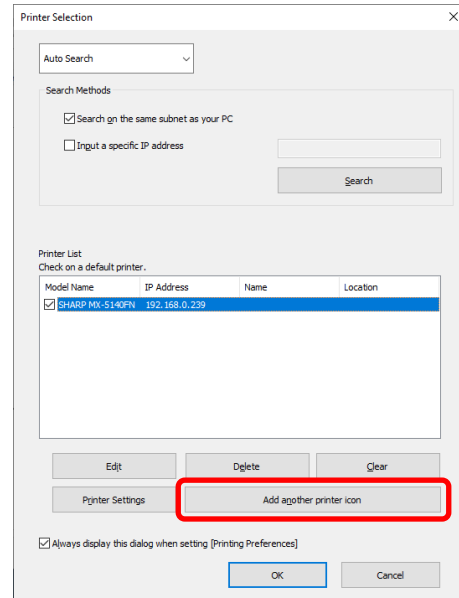 Printer Selection
Auto Search
Search Methods
Search on the same subnet as your PC
Input a specific IP address
Search
Printer List
Check on a default printer.
Model Name IP Address Name Location
SHARP MX-5140FN 192.168.0.239
Edit Delete Clear
Printer Settings Add another printer icon
Always display this dialog when setting [Printing Preferences]
OK Cancel